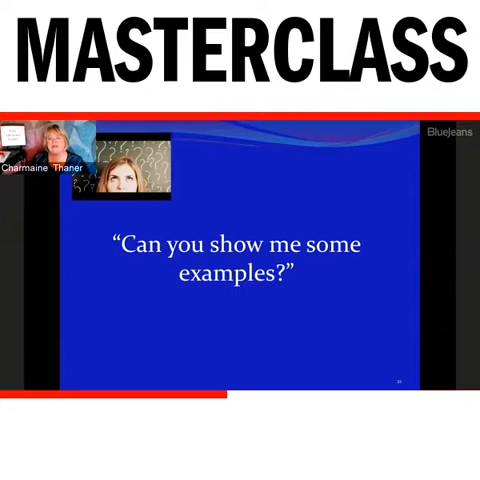 MASTERCLASS
BlueJeans
Charmaine Thaner
“Can you show me some
examples?”